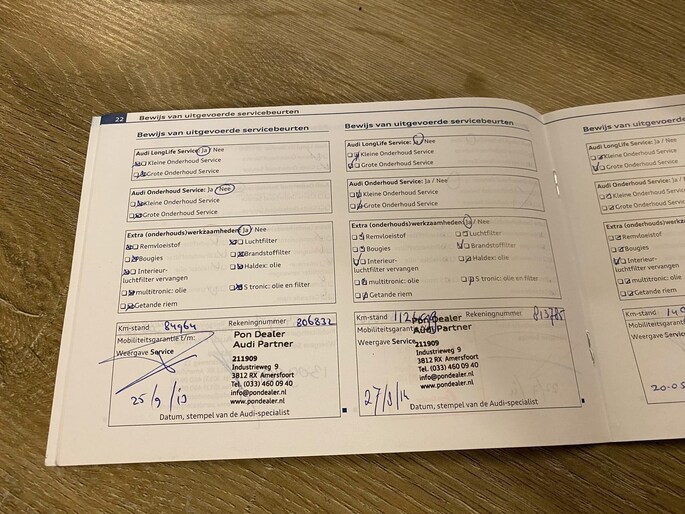 22 Bewijs van uitgevoerde servicebeurten
Bewijs van uitgevoerde servicebeurten
Audi LongLife Service: Ja / Nee
Kleine Onderhoud Service
Grote Onderhoud Service
Audi Onderhoud Service: Ja / Nee
Kleine Onderhoud Service
Grote Onderhoud Service
Extra (onderhouds)werkzaamheden: Ja / Nee
Remvloeistof Luchtfilter
Bougies Brandstoffilter
Interieur- Haldex: olie
luchtfilter vervangen
multitronic: olie S tronic: olie en filter
Getande riem
Km-stand 84964 Rekeningnummer 806832
Mobiliteitsgarantie t/m:
Weergave Service
Pon Dealer
Audi Partner
211909
Industrieweg 9
3812 RX Amersfoort
Tel. (033) 460 09 40
info@pondealer.nl
www.pondealer.nl
25/9/13
Datum, stempel van de Audi-specialist
Bewijs van uitgevoerde servicebeurten
Audi LongLife Service: Ja / Nee
Kleine Onderhoud Service
Grote Onderhoud Service
Audi Onderhoud Service: Ja / Nee
Kleine Onderhoud Service
Grote Onderhoud Service
Extra (onderhouds)werkzaamheden: Ja / Nee
Remvloeistof Luchtfilter
Bougies Brandstoffilter
Interieur- Haldex: olie
luchtfilter vervangen
multitronic: olie S tronic: olie en filter
Getande riem
Km-stand Rekeningnummer 813785
Mobiliteitsgarantie
Weergave Service
Pon Dealer
Audi Partner
211909
Industrieweg 9
3812 RX Amersfoort
Tel. (033) 460 09 40
info@pondealer.nl
www.pondealer.nl
27/8/14
Datum, stempel van de Audi-specialist
Bewijs van uitgevoerde
Audi LongLife Service: Ja / N
Kleine Onderhoud Service
Grote Onderhoud Service
Audi Onderhoud Service: Ja /
Kleine Onderhoud Service
Grote Onderhoud Service
Extra (onderhouds)werkzaam
Remvloeistof
Bougies
Interieur-
luchtfilter vervangen
multitronic: olie
Getande riem
Km-stand
Mobiliteitsgarantie
Weergave Service